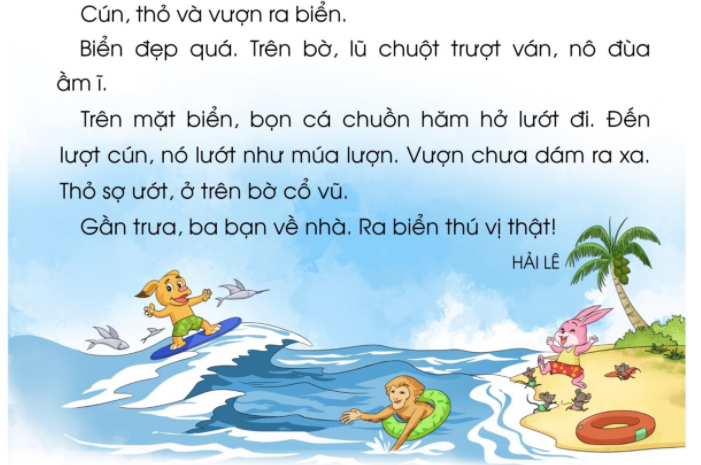 Cún, thỏ và vượn ra biển.
Biển đẹp quá. Trên bờ, lũ chuột trượt ván, nô đùa
ầm ĩ.
Trên mặt biển, bọn cá chuồn hăm hở lướt đi. Đến
lượt cún, nó lướt như múa lượn. Vượn chưa dám ra xa.
Thỏ sợ ướt, ở trên bờ cổ vũ.
Gần trưa, ba bạn về nhà. Ra biển thú vị thật!
HẢI LÊ